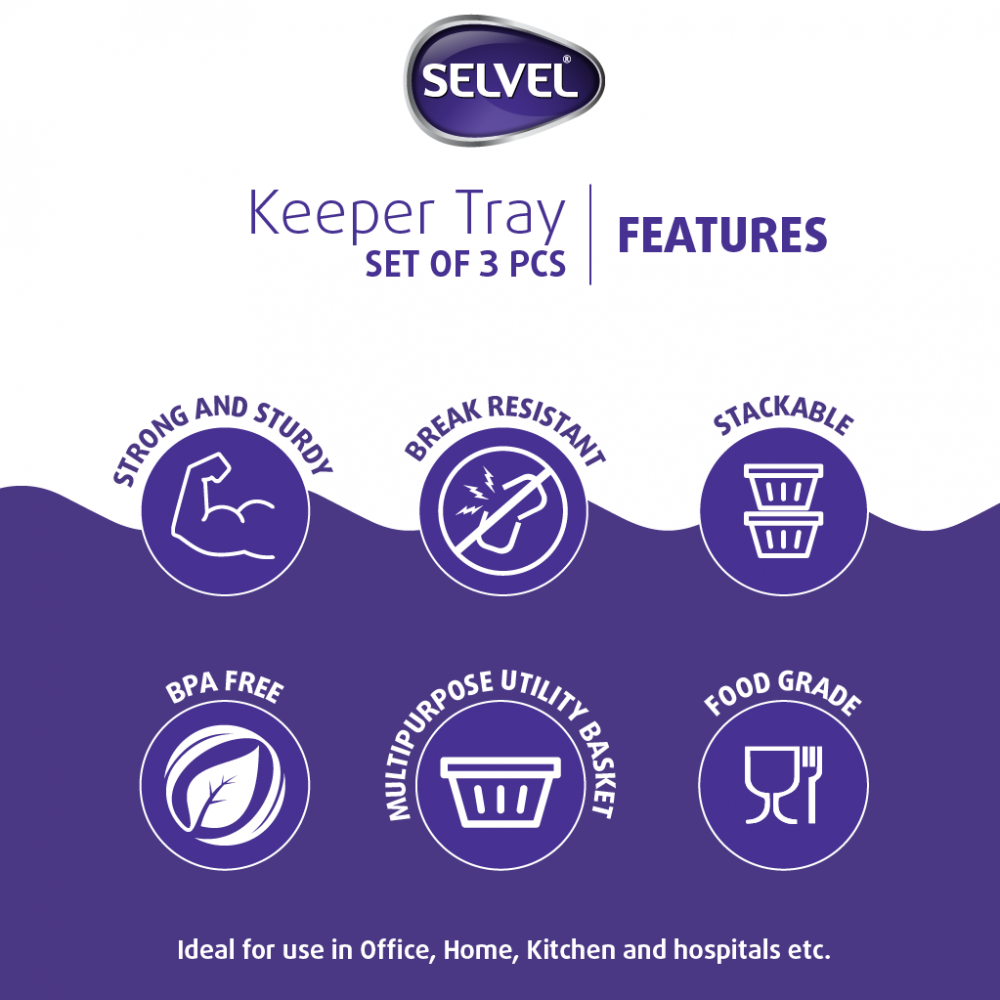 SELVEL®
Keeper Tray
SET OF 3 PCS
FEATURES
STRONG AND STURDY
BREAK RESISTANT
STACKABLE
BPA FREE
MULTIPURPOSE UTILITY BASKET
FOOD GRADE
Ideal for use in Office, Home, Kitchen and hospitals etc.